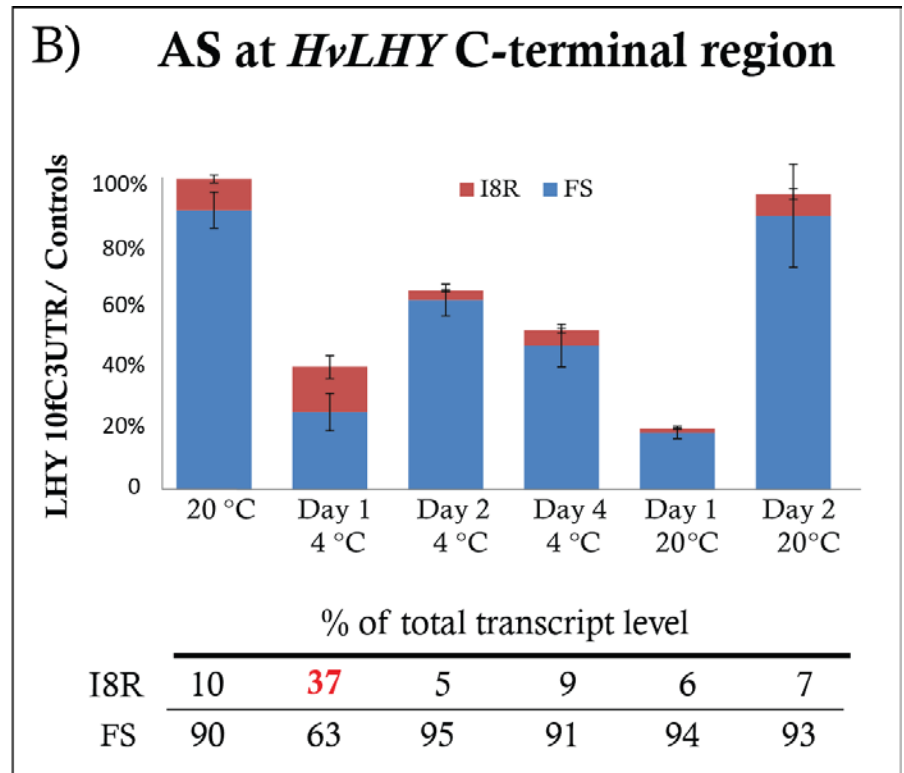 B) AS at HvLHY C-terminal region
LHY 10fC3UTR / Controls
100%
80%
60%
40%
20%
0
I8R FS
20 °C Day 1 Day 2 Day 4 Day 1 Day 2
4 °C 4 °C 4 °C 20°C 20°C
% of total transcript level
I8R 10 37 5 9 6 7
FS 90 63 95 91 94 93